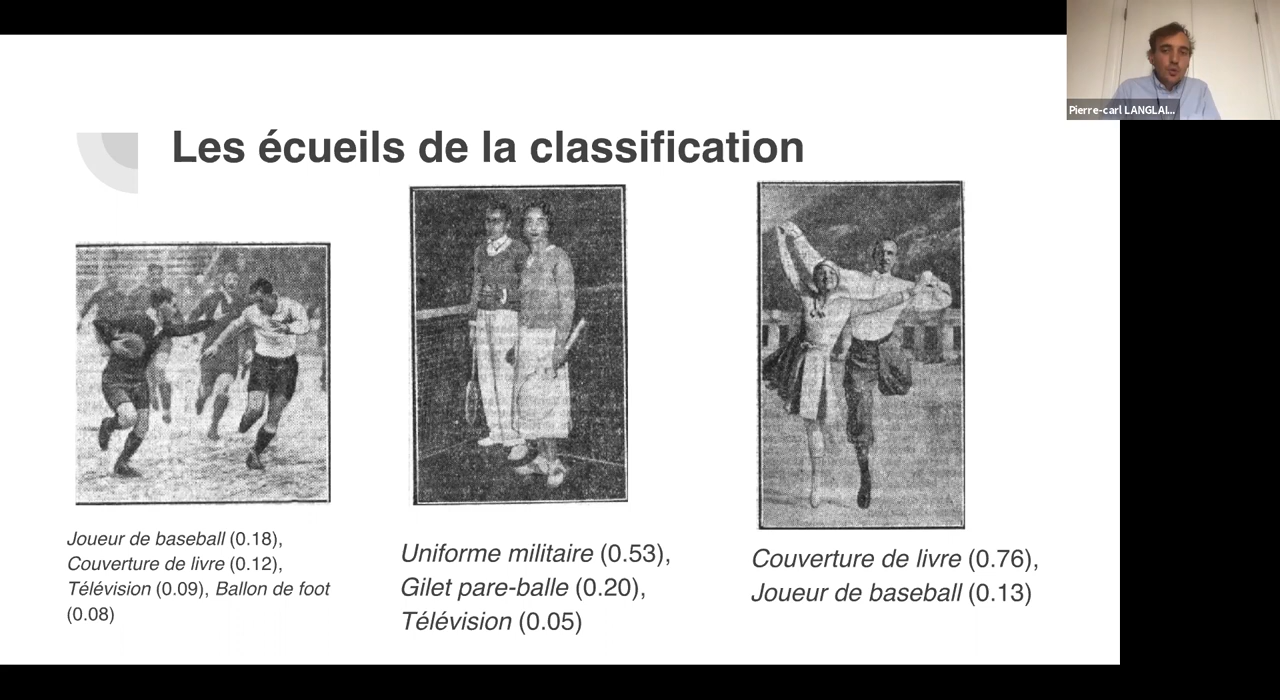 Pierre-carl LANGLAI...
Les écueils de la classification
Joueur de baseball (0.18),
Couverture de livre (0.12),
Télévision (0.09), Ballon de foot
(0.08)
Uniforme militaire (0.53),
Gilet pare-balle (0.20),
Télévision (0.05)
Couverture de livre (0.76),
Joueur de baseball (0.13)